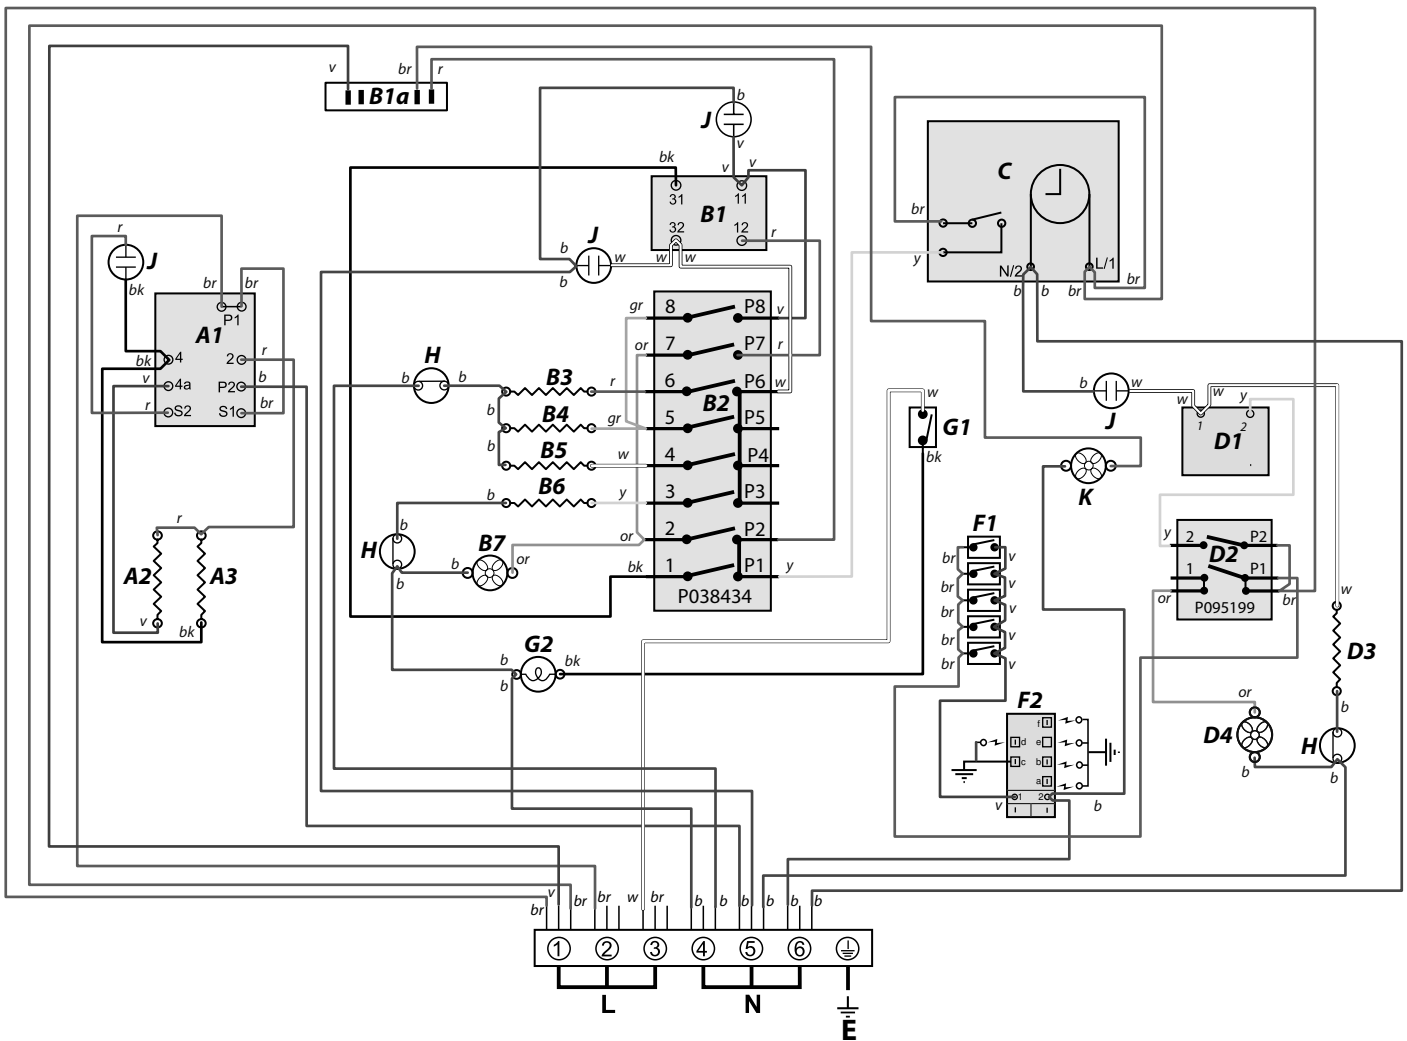 v
br
r
B1a
b
J
v
bk
v
v
31
11
B1
32
12
r
C
br
y
N/2
L/1
b
b
br
br
r
J
bk
br
br
P1
A1
bk
4
2
r
v
4a
P2
b
r
S2
S1
br
b
J
w
w
w
b
gr
8
P8
v
or
7
P7
r
H
b
b
B3
r
6
P6
w
B2
b
B4
gr
5
P5
b
B5
w
4
P4
b
B6
y
3
P3
b
or
2
P2
H
b
B7
or
b
bk
1
P1
y
P038434
w
G1
bk
b
J
w
w
w
y
1
2
D1
K
r
A2
A3
v
bk
F1
br
v
br
v
br
v
br
v
br
v
y
2
P2
D2
1
P1
or
br
P095199
w
D3
b
G2
b
b
bk
F2
f
d
e
c
b
a
v
1
2
b
or
D4
b
H
b
br
v
br
br
w
br
b
b
b
b
b
b
1
2
3
4
5
6
L
N
E